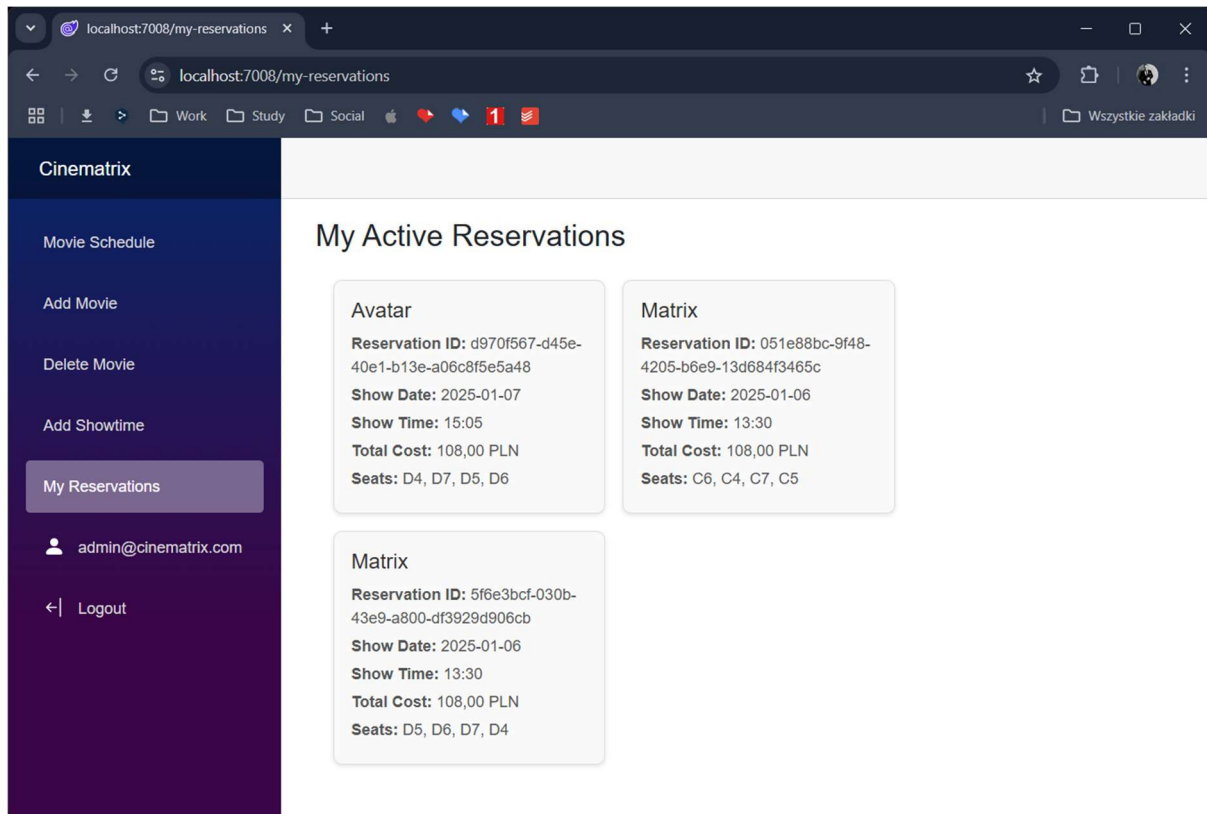 localhost:7008/my-reservations
localhost:7008/my-reservations
Work
Study
Social
1
Wszystkie zakładki
Cinematrix
Movie Schedule
Add Movie
Delete Movie
Add Showtime
My Reservations
admin@cinematrix.com
Logout
My Active Reservations
Avatar
Reservation ID: d970f567-d45e-
40e1-b13e-a06c8f5e5a48
Show Date: 2025-01-07
Show Time: 15:05
Total Cost: 108,00 PLN
Seats: D4, D7, D5, D6
Matrix
Reservation ID: 051e88bc-9f48-
4205-b6e9-13d684f3465c
Show Date: 2025-01-06
Show Time: 13:30
Total Cost: 108,00 PLN
Seats: C6, C4, C7, C5
Matrix
Reservation ID: 5f6e3bcf-030b-
43e9-a800-df3929d906cb
Show Date: 2025-01-06
Show Time: 13:30
Total Cost: 108,00 PLN
Seats: D5, D6, D7, D4